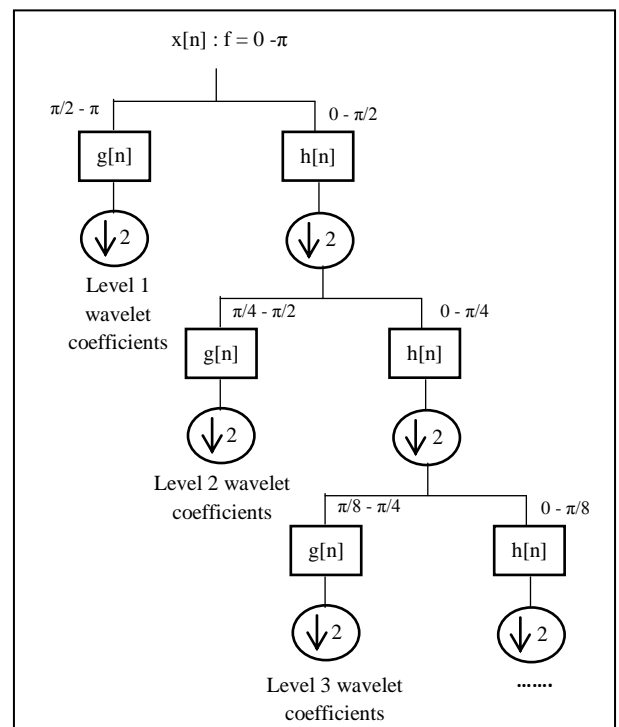 x[n] : f = 0 -π
π/2 - π
0 - π/2
g[n]
h[n]
2
2
Level 1
wavelet
coefficients
π/4 - π/2
0 - π/4
g[n]
h[n]
2
2
Level 2 wavelet
coefficients
π/8 - π/4
0 - π/8
g[n]
h[n]
2
2
Level 3 wavelet
coefficients
.......